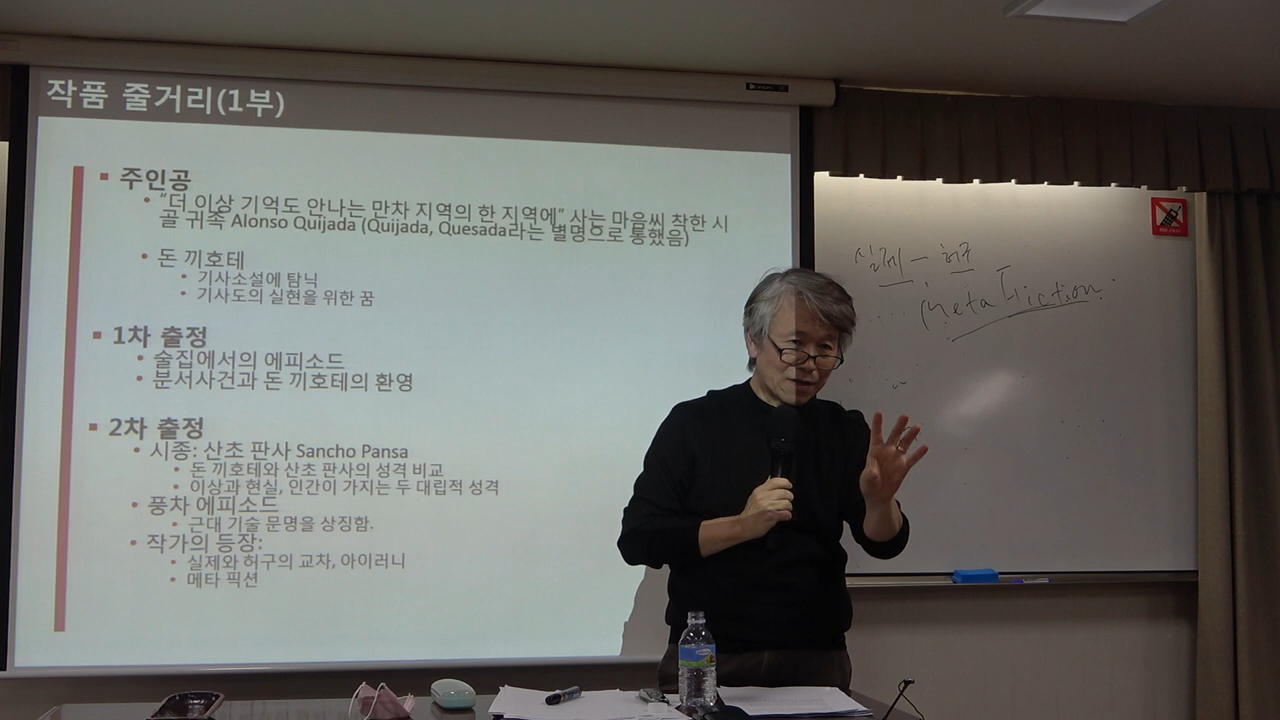 작품 줄거리(1부)
주인공
"더 이상 기억도 안나는 만차 지역의 한 지역에" 사는 마음씨 착한 시
골 귀족 Alonso Quijada (Quijada, Quesada라는 별명으로 통했음)
돈 끼호테
기사소설에 탐닉
기사도의 실현을 위한 꿈
1차 출정
술집에서의 에피소드
분서사건과 돈 끼호테의 환영
2차 출정
시종: 산초 판사 Sancho Pansa
돈 끼호테와 산초 판사의 성격 비교
이상과 현실, 인간이 가지는 두 대립적 성격
풍차 에피소드
근대 기술 문명을 상징함.
작가의 등장:
실제와 허구의 교차, 아이러니
메타 픽션
실제 - 허구
Meta Fiction